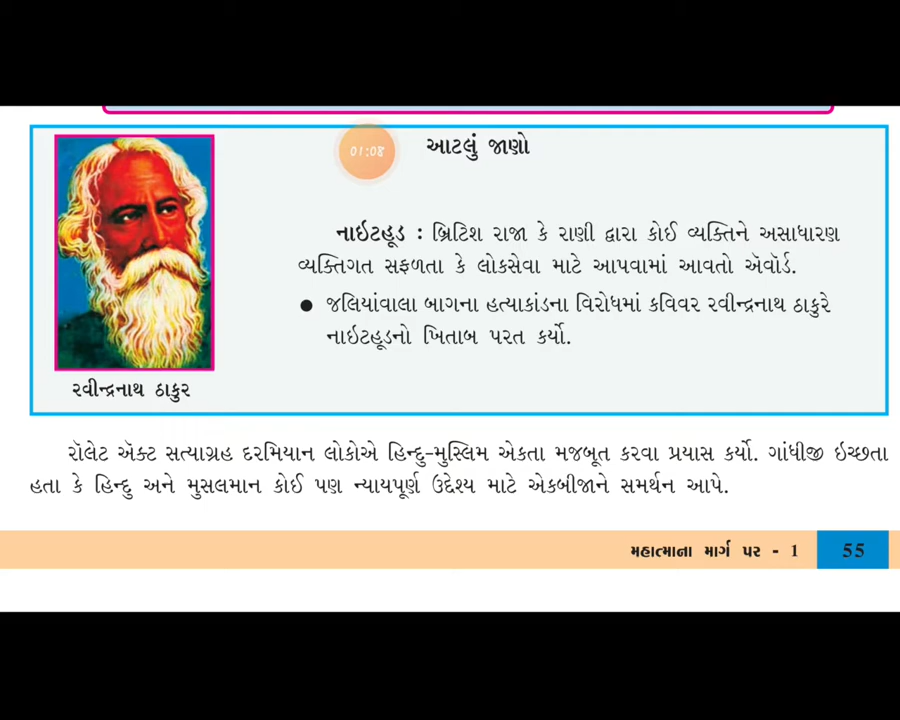 01:08
આટલું જાણો
નાઇટહૂડ : બ્રિટિશ રાજા કે રાણી દ્વારા કોઈ વ્યક્તિને અસાધારણ
વ્યક્તિગત સફળતા કે લોકસેવા માટે આપવામાં આવતો ઍવૉર્ડ.
● જલિયાંવાલા બાગના હત્યાકાંડના વિરોધમાં કવિવર રવીન્દ્રનાથ ઠાકુરે
નાઇટહૂડનો ખિતાબ પરત કર્યો.
રવીન્દ્રનાથ ઠાકુર
રૉલેટ ઍક્ટ સત્યાગ્રહ દરમિયાન લોકોએ હિન્દુ-મુસ્લિમ એકતા મજબૂત કરવા પ્રયાસ કર્યો. ગાંધીજી ઇચ્છતા
હતા કે હિન્દુ અને મુસલમાન કોઈ પણ ન્યાયપૂર્ણ ઉદ્દેશ્ય માટે એકબીજાને સમર્થન આપે.
મહાત્માના માર્ગ પર - 1 55